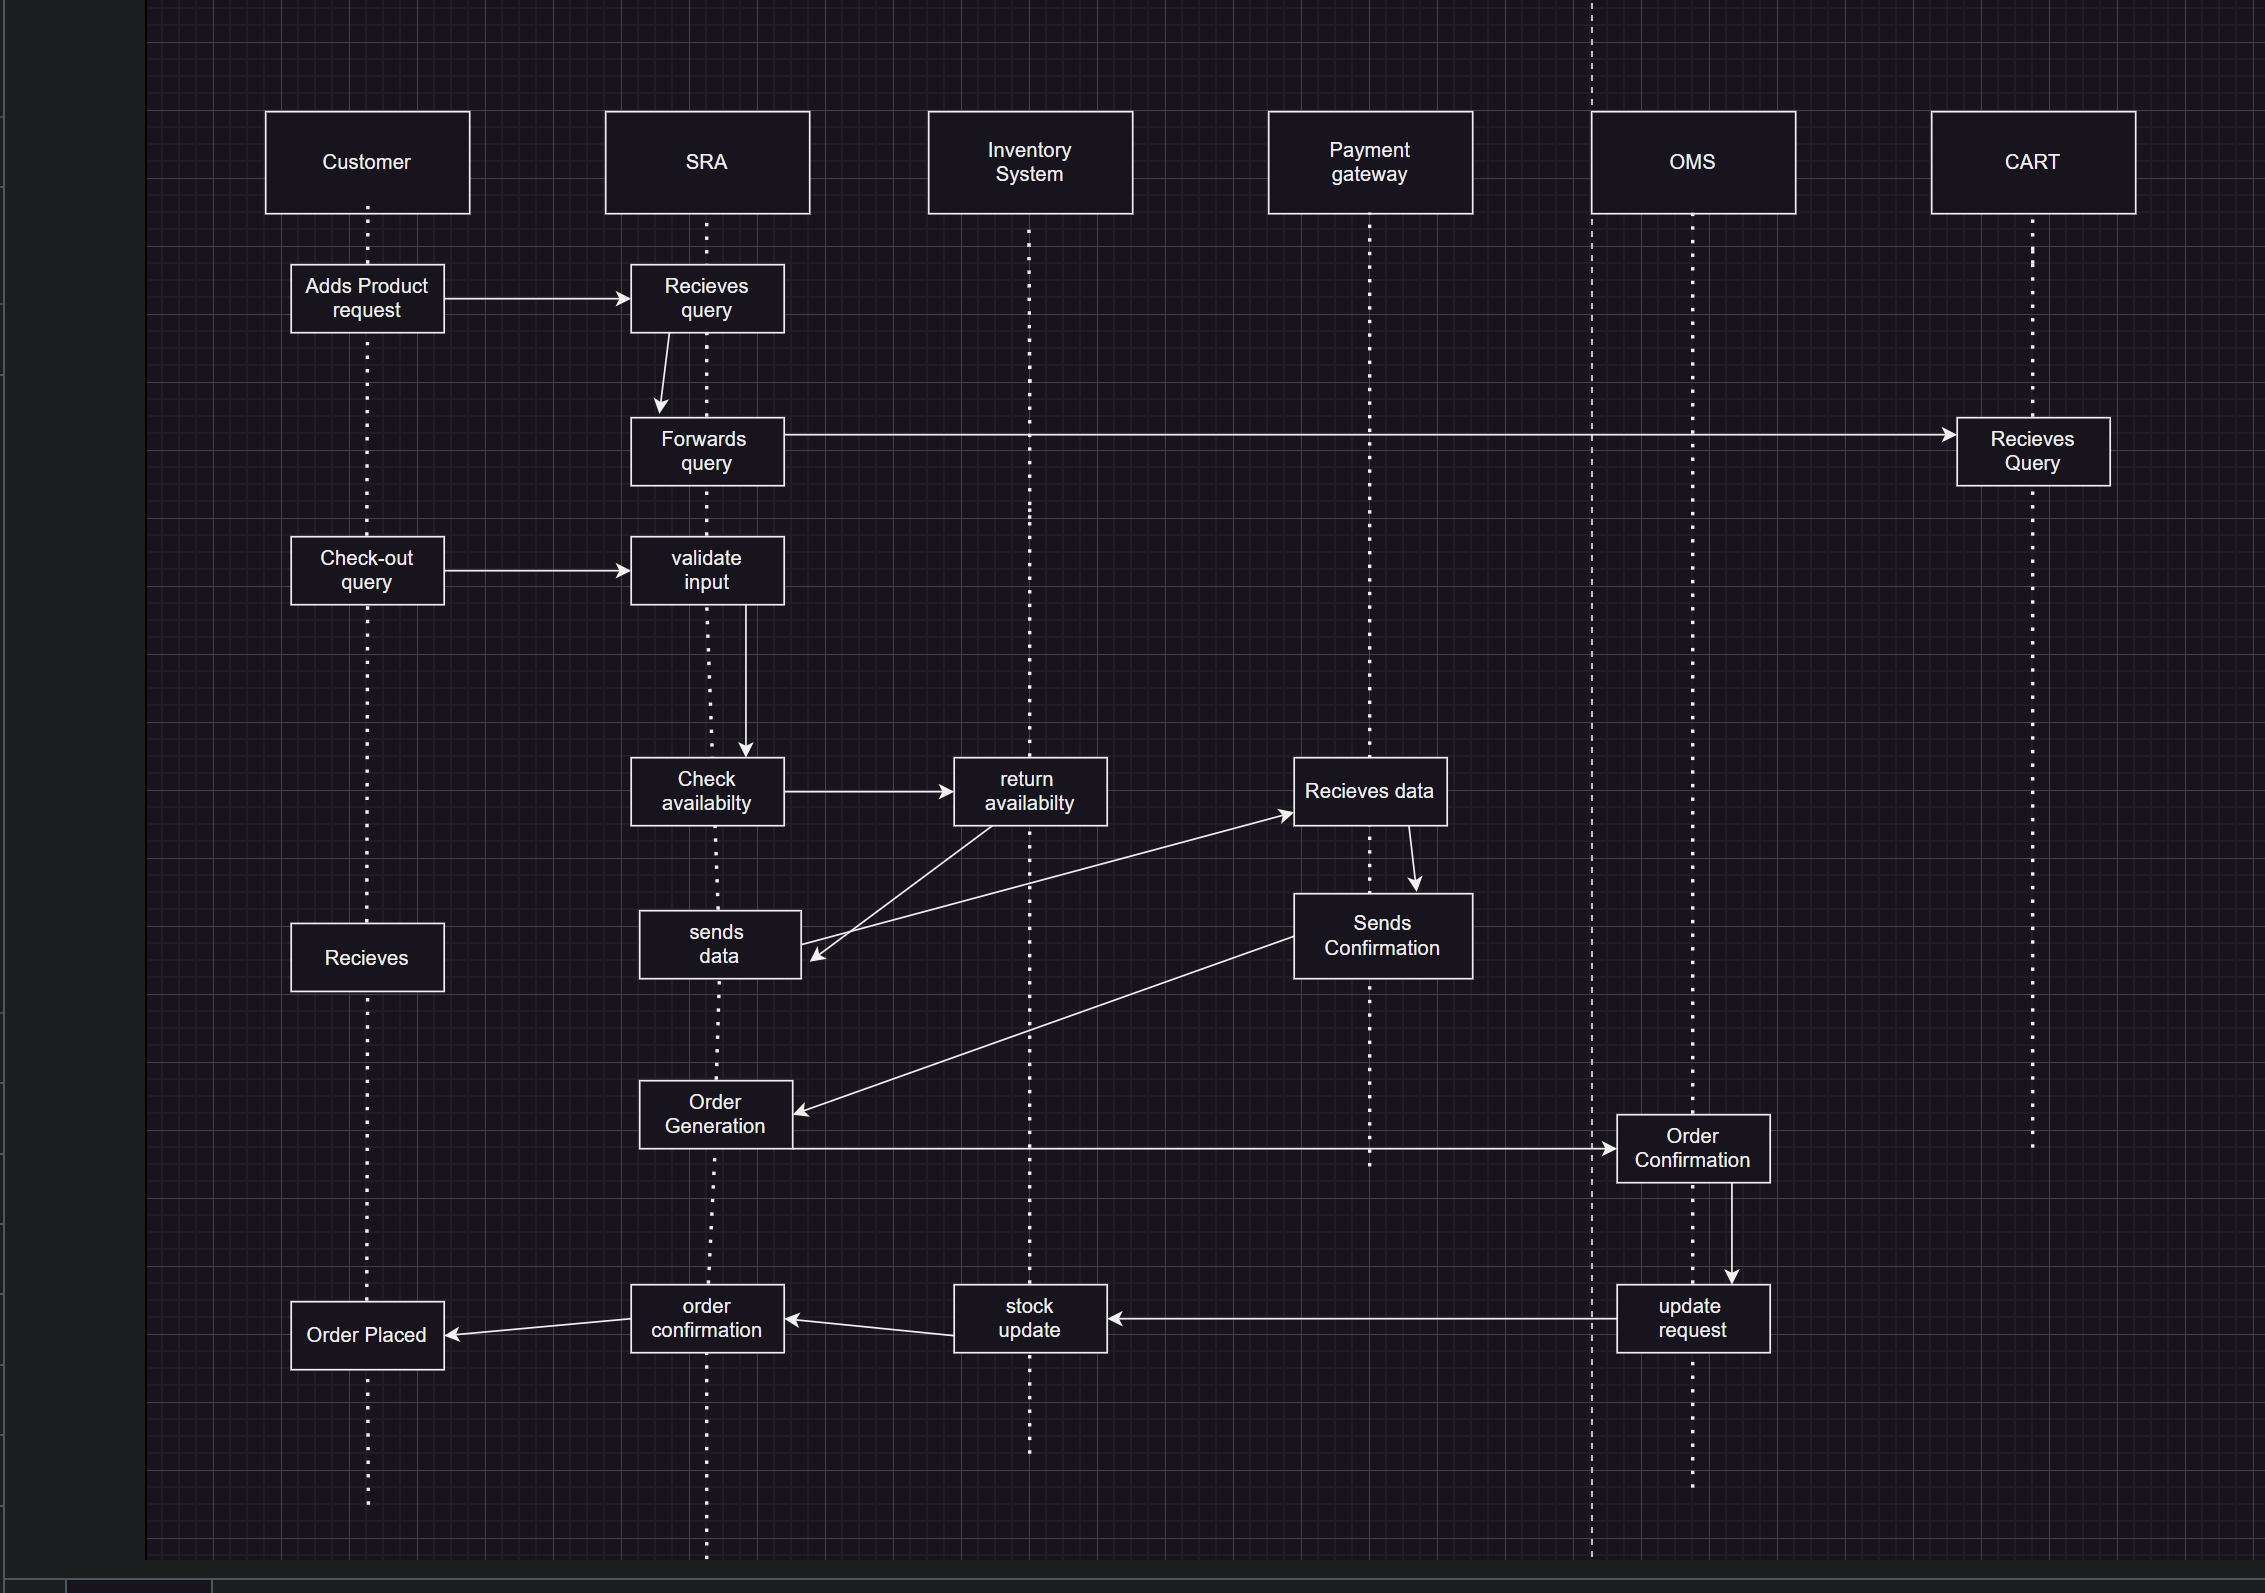 Customer
SRA
Inventory
System
Payment
gateway
OMS
CART
Adds Product
request
Recieves
query
Forwards
query
Recieves
Query
Check-out
query
validate
input
Check
availabilty
return
availabilty
Recieves data
Recieves
sends
data
Sends
Confirmation
Order
Generation
Order
Confirmation
Order Placed
order
confirmation
stock
update
update
request